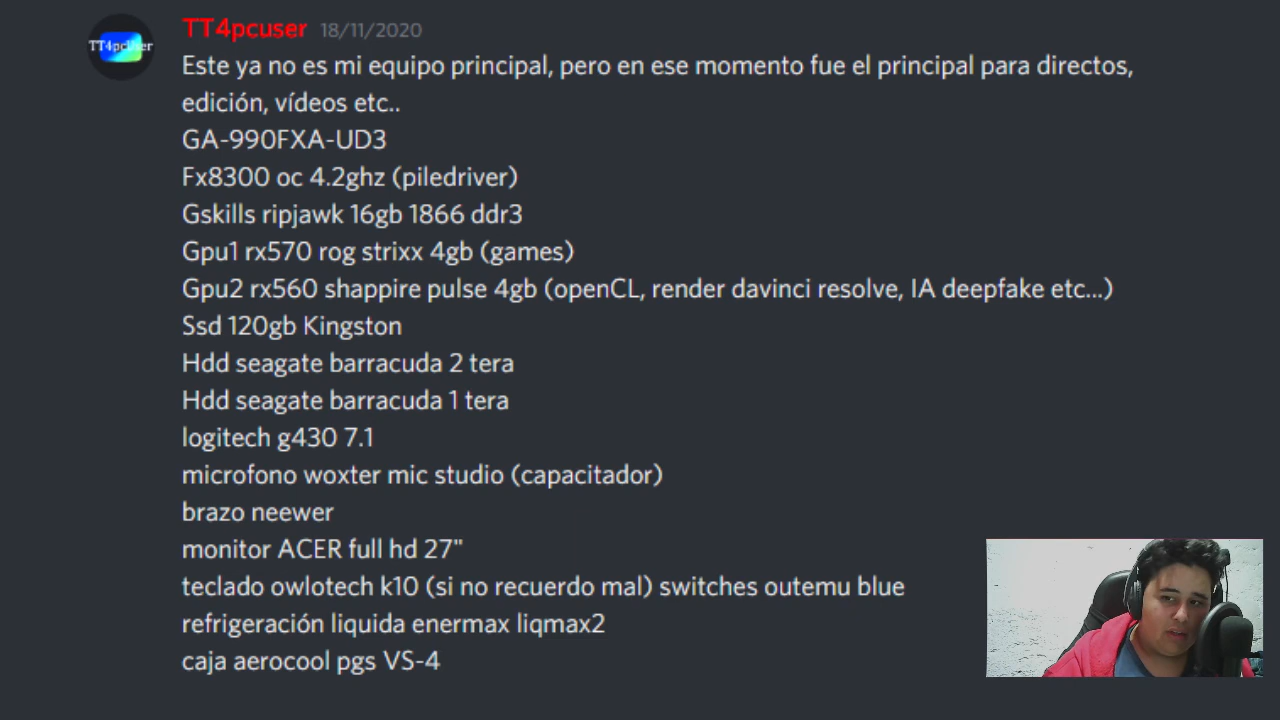 TT4pcuser
TT4pcuser 18/11/2020
Este ya no es mi equipo principal, pero en ese momento fue el principal para directos,
edición, vídeos etc..
GA-990FXA-UD3
Fx8300 oc 4.2ghz (piledriver)
Gskills ripjawk 16gb 1866 ddr3
Gpu1 rx570 rog strixx 4gb (games)
Gpu2 rx560 shappire pulse 4gb (openCL, render davinci resolve, IA deepfake etc...)
Ssd 120gb Kingston
Hdd seagate barracuda 2 tera
Hdd seagate barracuda 1 tera
logitech g430 7.1
microfono woxter mic studio (capacitador)
brazo neewer
monitor ACER full hd 27"
teclado owlotech k10 (si no recuerdo mal) switches outemu blue
refrigeración liquida enermax liqmax2
caja aerocool pgs VS-4